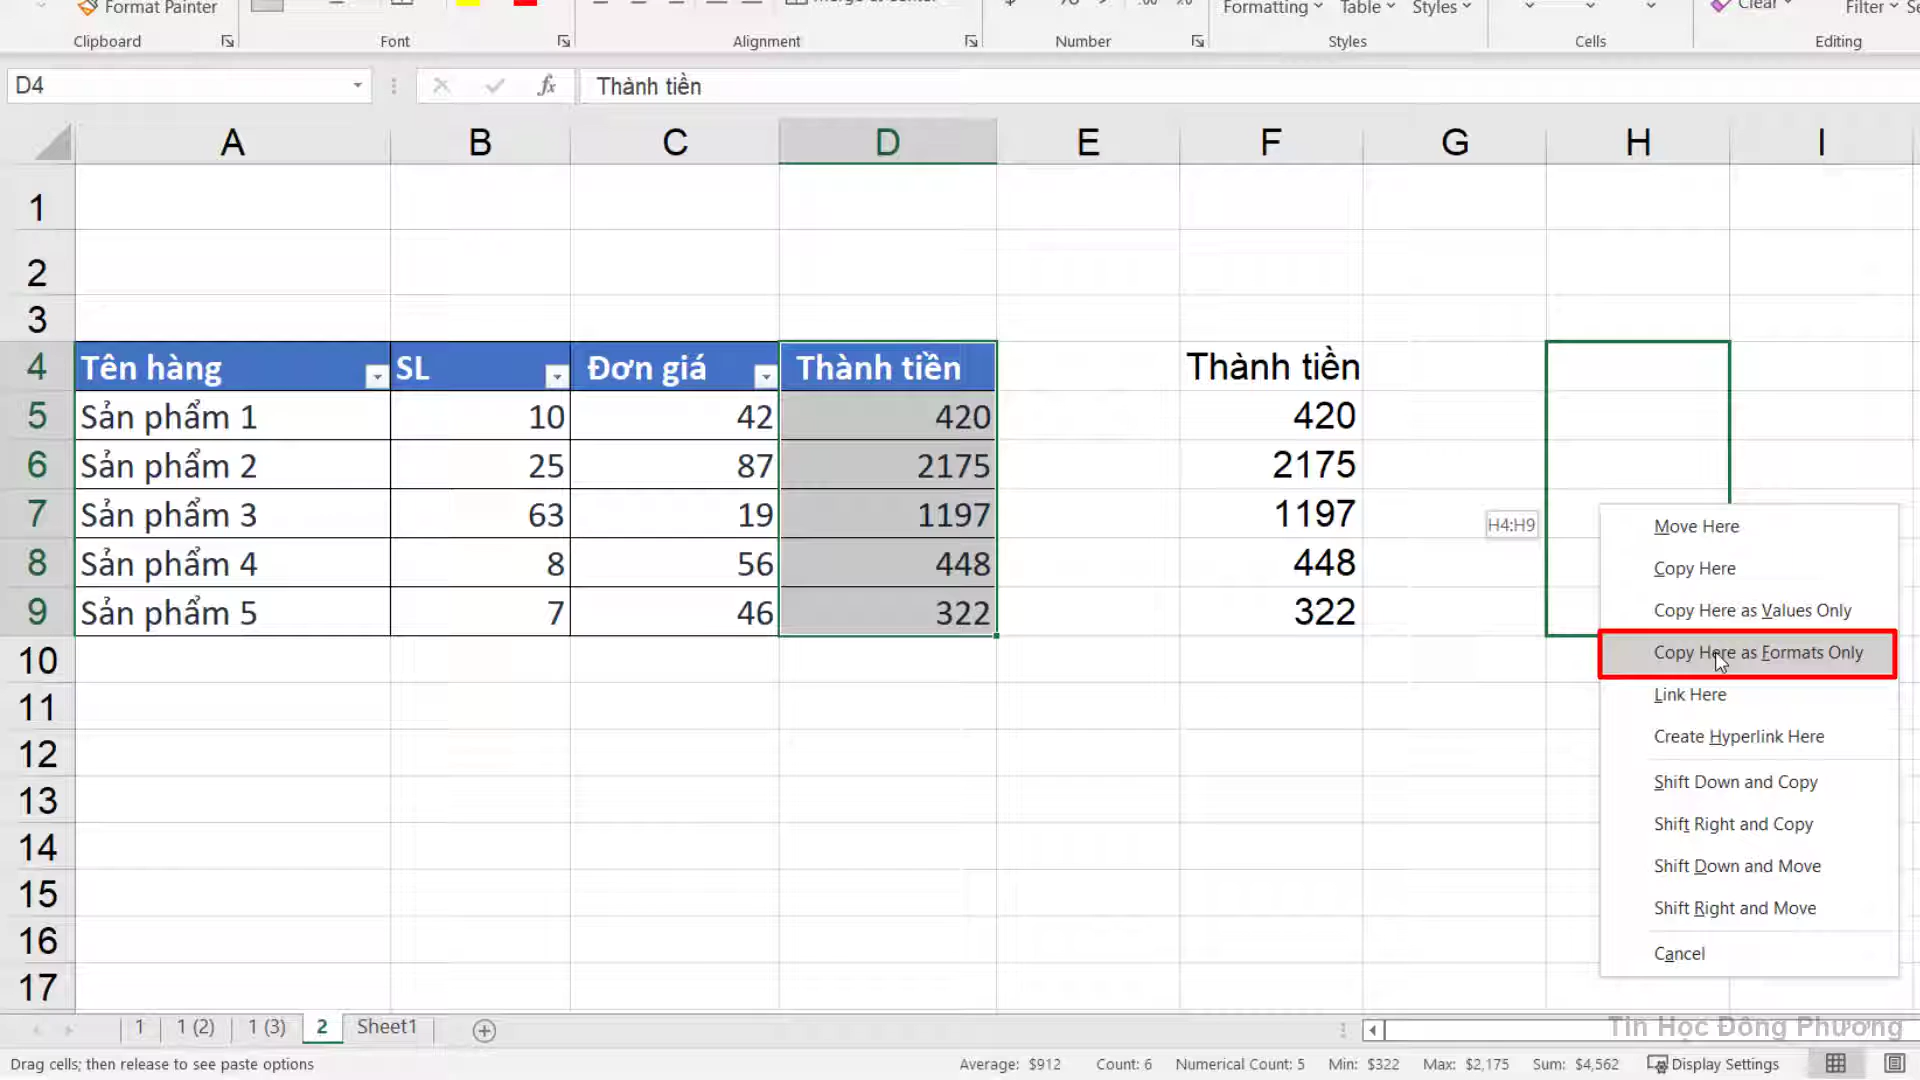 Format Painter
Clipboard
Font
Alignment
Number
Formatting
Table
Styles
Styles
Cells
Clear
Filter
Editing
D4
fx
Thành tiền
A B C D E F G H I
1
2
3
4 Tên hàng SL Đơn giá Thành tiền Thành tiền
5 Sản phẩm 1 10 42 420 420
6 Sản phẩm 2 25 87 2175 2175
7 Sản phẩm 3 63 19 1197 1197
8 Sản phẩm 4 8 56 448 448
9 Sản phẩm 5 7 46 322 322
10
11
12
13
14
15
16
17
H4:H9
Move Here
Copy Here
Copy Here as Values Only
Copy Here as Formats Only
Link Here
Create Hyperlink Here
Shift Down and Copy
Shift Right and Copy
Shift Down and Move
Shift Right and Move
Cancel
1 1 (2) 1 (3) 2 Sheet1
Tin Học Đông Phương
Drag cells; then release to see paste options
Average: $912 Count: 6 Numerical Count: 5 Min: $322 Max: $2,175 Sum: $4,562 Display Settings